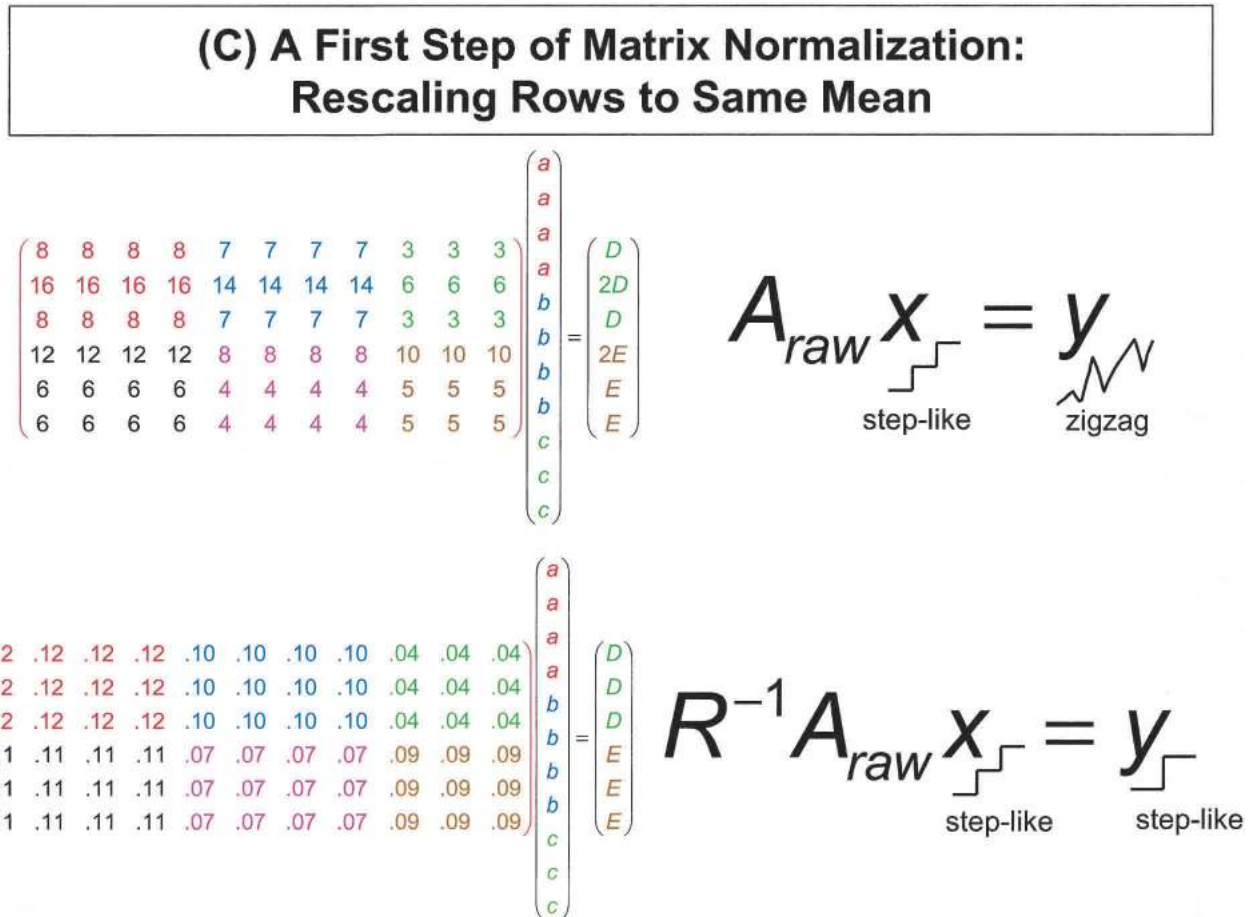 (C) A First Step of Matrix Normalization:
Rescaling Rows to Same Mean
8 8 8 8 7 7 7 7 3 3 3
16 16 16 16 14 14 14 14 6 6 6
8 8 8 8 7 7 7 7 3 3 3
12 12 12 12 8 8 8 8 10 10 10
6 6 6 6 4 4 4 4 5 5 5
6 6 6 6 4 4 4 4 5 5 5
a
a
a
a
b
b
b
b
c
c
c
=
D
2D
D
2E
E
E
A_raw x = y
step-like zigzag
2 .12 .12 .12 .10 .10 .10 .10 .04 .04 .04
2 .12 .12 .12 .10 .10 .10 .10 .04 .04 .04
2 .12 .12 .12 .10 .10 .10 .10 .04 .04 .04
1 .11 .11 .11 .07 .07 .07 .07 .09 .09 .09
1 .11 .11 .11 .07 .07 .07 .07 .09 .09 .09
1 .11 .11 .11 .07 .07 .07 .07 .09 .09 .09
a
a
a
a
b
b
b
b
c
c
c
=
D
D
D
E
E
E
R⁻¹ A_raw x = y
step-like step-like